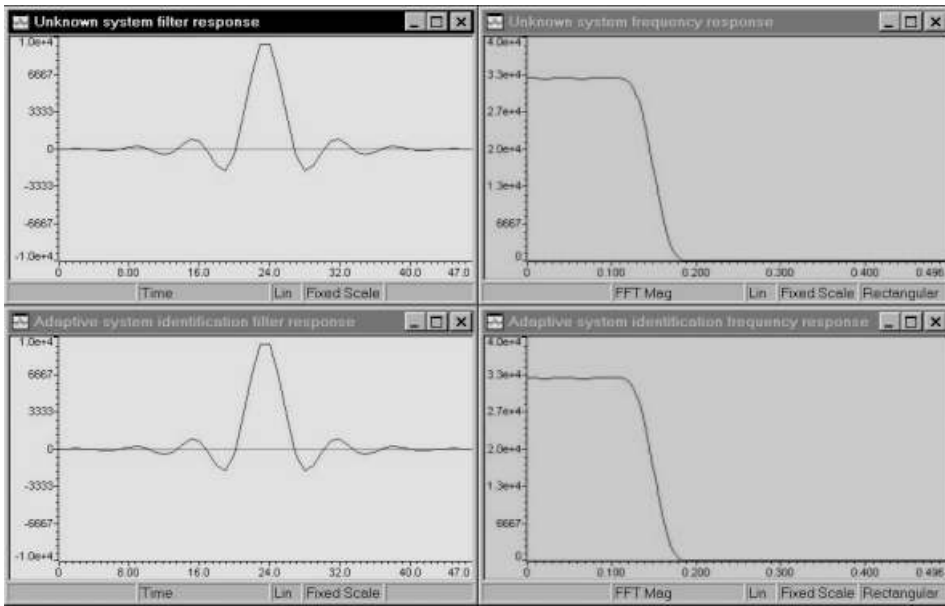 Unknown system filter response
1.0e+4
6667
3333
0
-3333
-6667
-1.0e+4
0 8.00 16.0 24.0 32.0 40.0 47.0
Time Lin Fixed Scale
Unknown system frequency response
4.0e+4
3.3e+4
2.7e+4
2.0e+4
1.3e+4
6667
0
0 0.100 0.200 0.300 0.400 0.496
FFT Mag Lin Fixed Scale Rectangular
Adaptive system identification filter response
1.0e+4
6667
3333
0
-3333
-6667
-1.0e+4
0 8.00 16.0 24.0 32.0 40.0 47.0
Time Lin Fixed Scale
Adaptive system identification frequency response
4.0e+4
3.3e+4
2.7e+4
2.0e+4
1.3e+4
6667
0
0 0.100 0.200 0.300 0.400 0.496
FFT Mag Lin Fixed Scale Rectangular